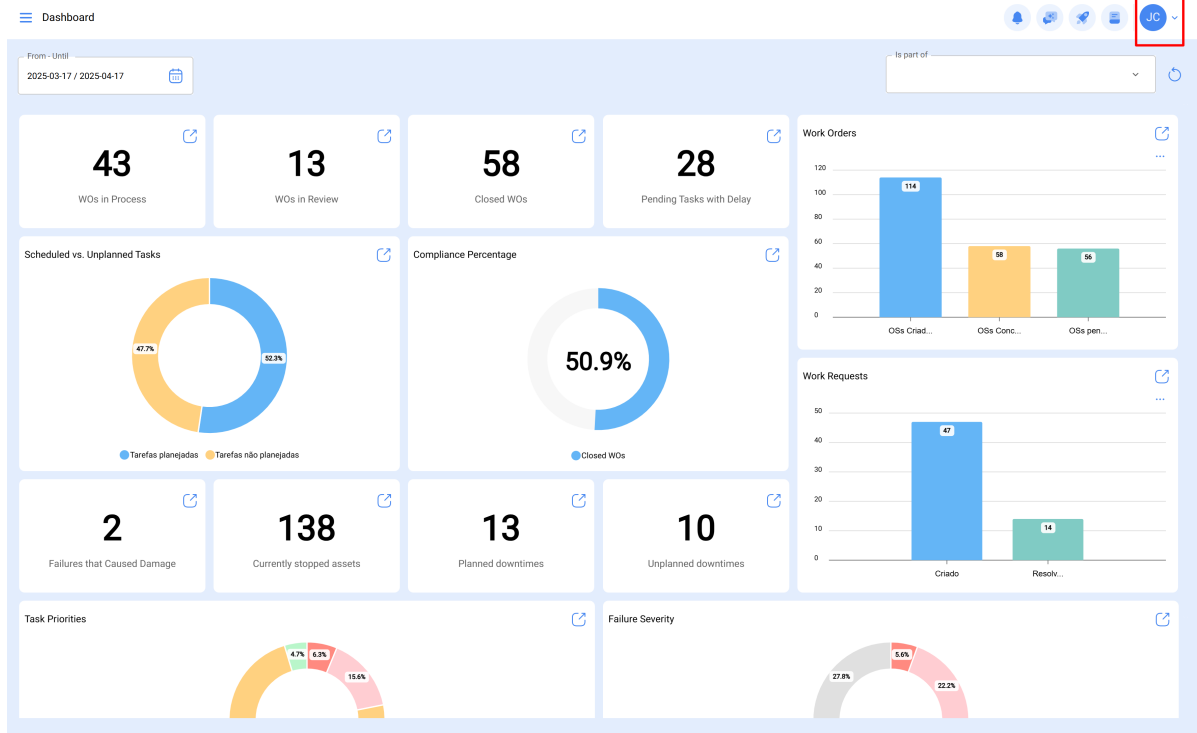 Dashboard
JC
From - Until
2025-03-17 / 2025-04-17
Is part of
43
WOs in Process
13
WOs in Review
58
Closed WOs
28
Pending Tasks with Delay
Work Orders
...
120
100
80
60
40
20
0
114
58
56
OSs Criad...
OSs Conc...
OSs pen...
Scheduled vs. Unplanned Tasks
47.7%
52.3%
Tarefas planejadas
Tarefas não planejadas
Compliance Percentage
50.9%
Closed WOs
Work Requests
...
50
40
30
20
10
0
47
14
Criado
Resolv...
2
Failures that Caused Damage
138
Currently stopped assets
13
Planned downtimes
10
Unplanned downtimes
Task Priorities
4.7%
6.3%
15.6%
Failure Severity
27.8%
5.6%
22.2%